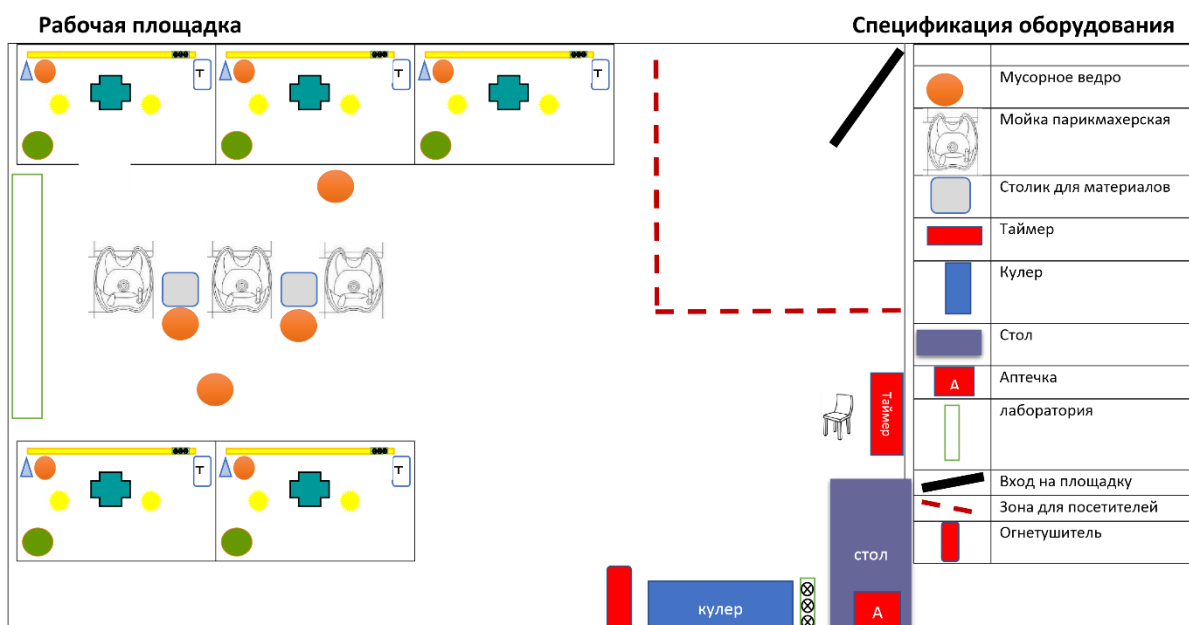 Рабочая площадка
Спецификация оборудования
Т
Т
Т
Т
Т
Таймер
стол
кулер
А
Мусорное ведро
Мойка парикмахерская
Столик для материалов
Таймер
Кулер
Стол
Аптечка
А
лаборатория
Вход на площадку
Зона для посетителей
Огнетушитель